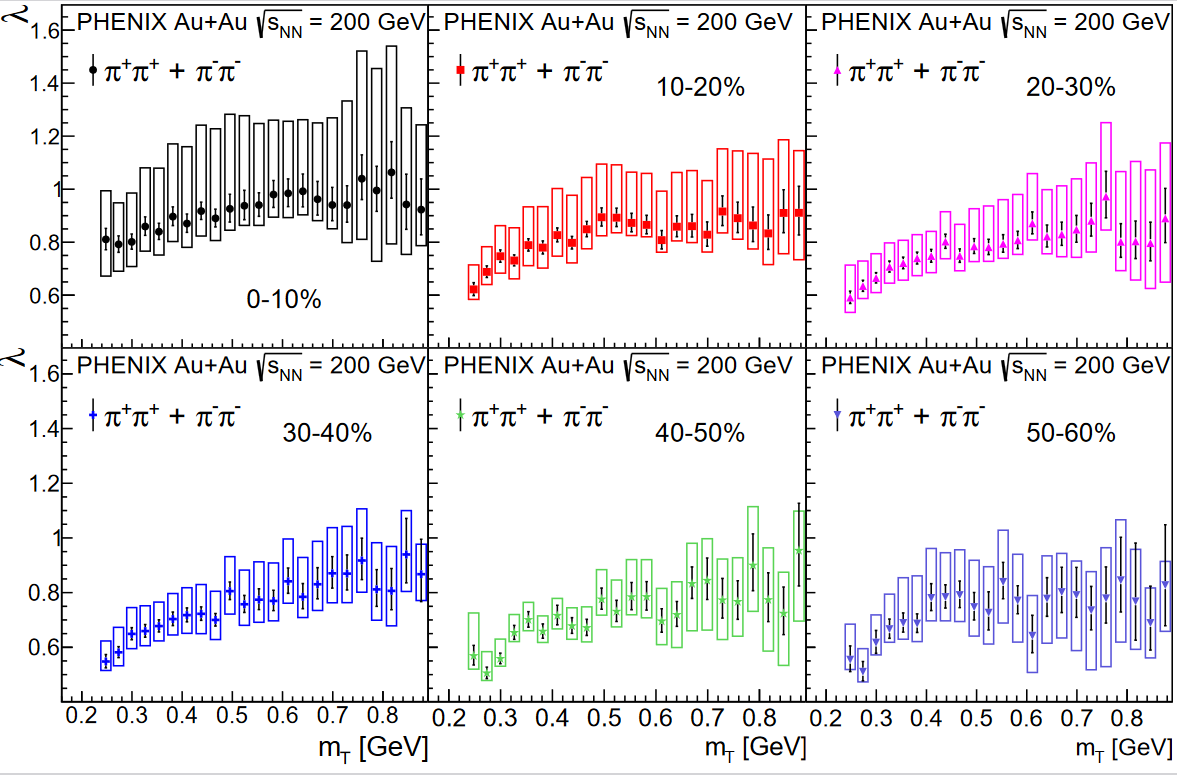 λ
PHENIX Au+Au √sNN = 200 GeV
π+π+ + π-π-
0-10%
1.6
1.4
1.2
1
0.8
0.6
PHENIX Au+Au √sNN = 200 GeV
π+π+ + π-π-
10-20%
PHENIX Au+Au √sNN = 200 GeV
π+π+ + π-π-
20-30%
λ
PHENIX Au+Au √sNN = 200 GeV
π+π+ + π-π-
30-40%
1.6
1.4
1.2
1
0.8
0.6
0.2 0.3 0.4 0.5 0.6 0.7 0.8
mT [GeV]
PHENIX Au+Au √sNN = 200 GeV
π+π+ + π-π-
40-50%
0.2 0.3 0.4 0.5 0.6 0.7 0.8
mT [GeV]
PHENIX Au+Au √sNN = 200 GeV
π+π+ + π-π-
50-60%
0.2 0.3 0.4 0.5 0.6 0.7 0.8
mT [GeV]